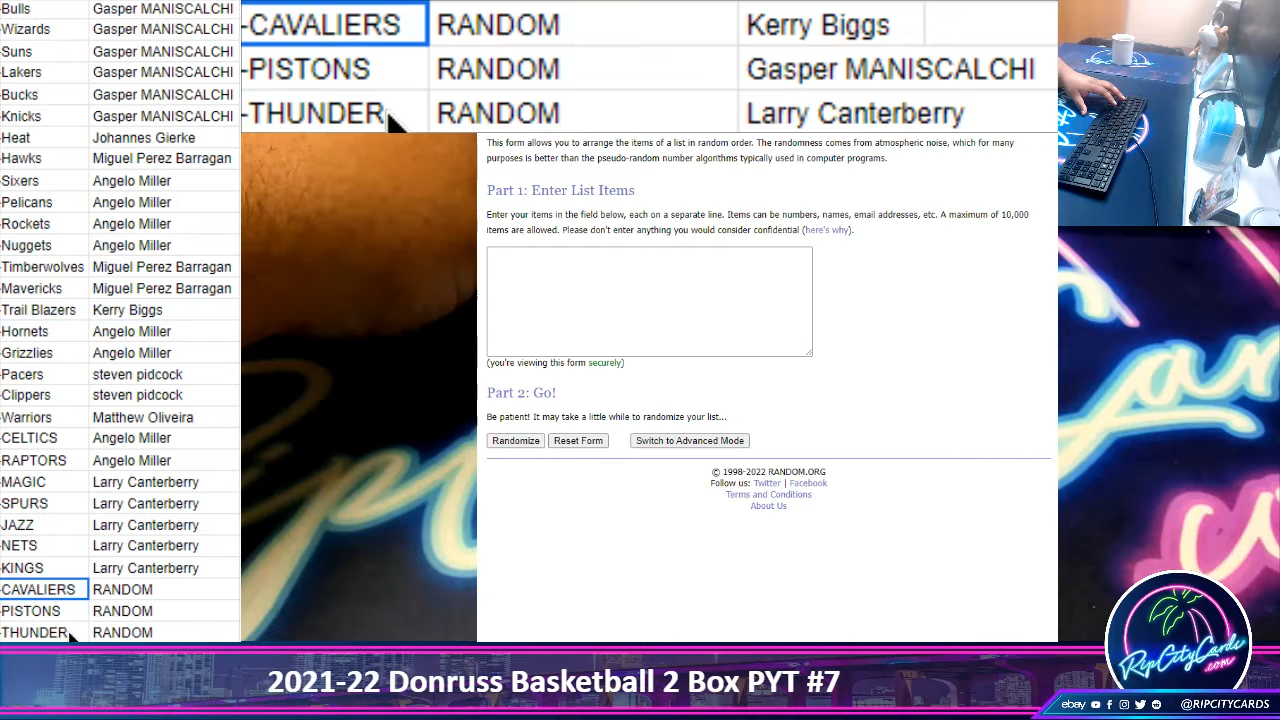 -Bulls Gasper MANISCALCHI
-Wizards Gasper MANISCALCHI
-Suns Gasper MANISCALCHI
-Lakers Gasper MANISCALCHI
-Bucks Gasper MANISCALCHI
-Knicks Gasper MANISCALCHI
-Heat Johannes Gierke
-Hawks Miguel Perez Barragan
-Sixers Angelo Miller
-Pelicans Angelo Miller
-Rockets Angelo Miller
-Nuggets Angelo Miller
-Timberwolves Miguel Perez Barragan
-Mavericks Miguel Perez Barragan
-Trail Blazers Kerry Biggs
-Hornets Angelo Miller
-Grizzlies Angelo Miller
-Pacers steven pidcock
-Clippers steven pidcock
-Warriors Matthew Oliveira
-CELTICS Angelo Miller
-RAPTORS Angelo Miller
-MAGIC Larry Canterberry
-SPURS Larry Canterberry
-JAZZ Larry Canterberry
-NETS Larry Canterberry
-KINGS Larry Canterberry
-CAVALIERS RANDOM
-PISTONS RANDOM
-THUNDER RANDOM
-CAVALIERS RANDOM Kerry Biggs
-PISTONS RANDOM Gasper MANISCALCHI
-THUNDER RANDOM Larry Canterberry
This form allows you to arrange the items of a list in random order. The randomness comes from atmospheric noise, which for many
purposes is better than the pseudo-random number algorithms typically used in computer programs.
Part 1: Enter List Items
Enter your items in the field below, each on a separate line. Items can be numbers, names, email addresses, etc. A maximum of 10,000
items are allowed. Please don't enter anything you would consider confidential (here's why).
(you're viewing this form securely)
Part 2: Go!
Be patient! It may take a little while to randomize your list...
Randomize Reset Form Switch to Advanced Mode
© 1998-2022 RANDOM.ORG
Follow us: Twitter | Facebook
Terms and Conditions
About Us
2021-22 Donruss Basketball 2 Box PYT #7
RipCityCards
.com
ebay @RIPCITYCARDS